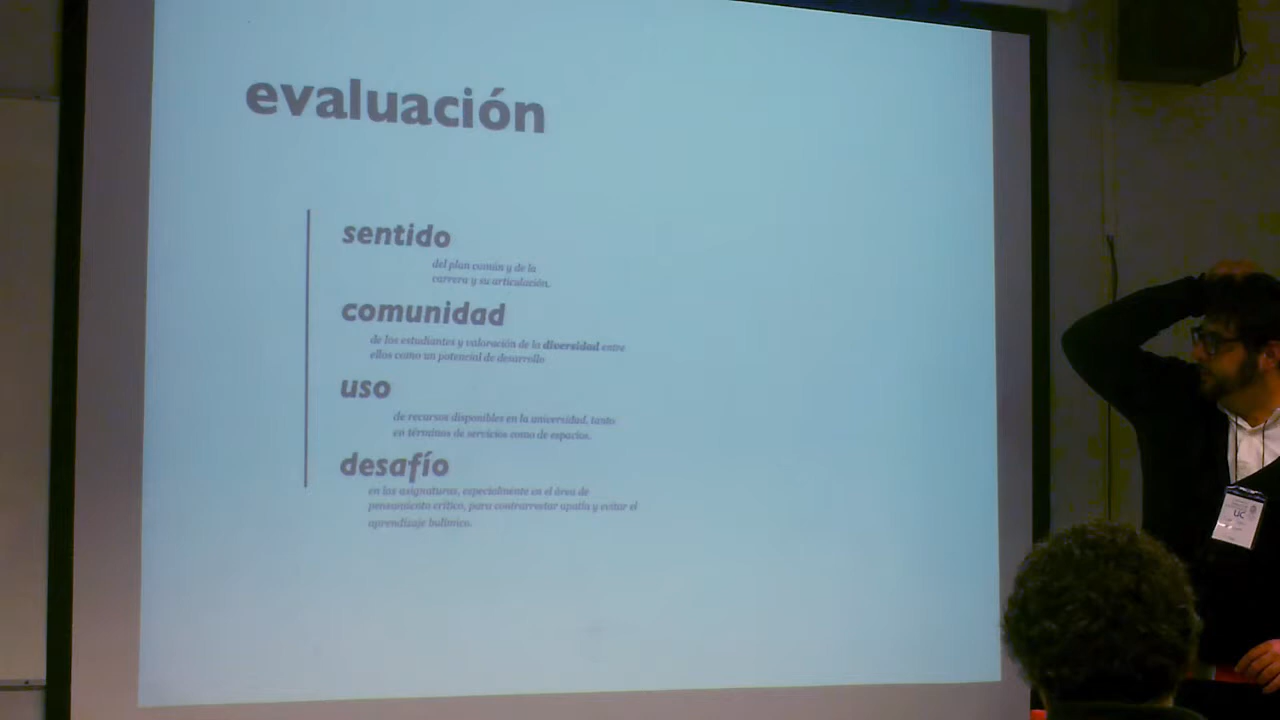 evaluación
sentido
del plan común y de la
carrera y su articulación.
comunidad
de los estudiantes y valoración de la diversidad entre
ellos como un potencial de desarrollo
uso
de recursos disponibles en la universidad, tanto
en términos de servicios como de espacios.
desafío
en las asignaturas, especialmente en el área de
pensamiento crítico, para contrarrestar apatía y evitar el
aprendizaje bulímico.
UC